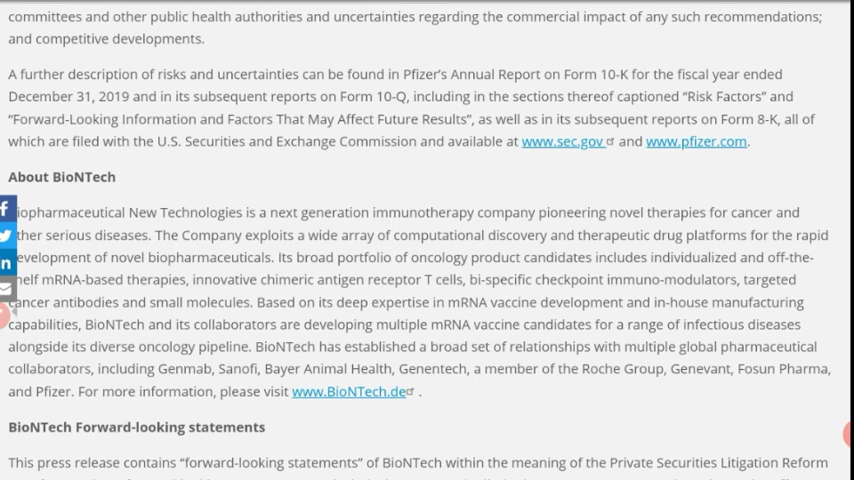 committees and other public health authorities and uncertainties regarding the commercial impact of any such recommendations;
and competitive developments.
A further description of risks and uncertainties can be found in Pfizer's Annual Report on Form 10-K for the fiscal year ended
December 31, 2019 and in its subsequent reports on Form 10-Q, including in the sections thereof captioned “Risk Factors” and
“Forward-Looking Information and Factors That May Affect Future Results”, as well as in its subsequent reports on Form 8-K, all of
which are filed with the U.S. Securities and Exchange Commission and available at www.sec.gov and www.pfizer.com.
About BioNTech
iopharmaceutical New Technologies is a next generation immunotherapy company pioneering novel therapies for cancer and
ther serious diseases. The Company exploits a wide array of computational discovery and therapeutic drug platforms for the rapid
evelopment of novel biopharmaceuticals. Its broad portfolio of oncology product candidates includes individualized and off-the-
helf mRNA-based therapies, innovative chimeric antigen receptor T cells, bi-specific checkpoint immuno-modulators, targeted
ancer antibodies and small molecules. Based on its deep expertise in mRNA vaccine development and in-house manufacturing
capabilities, BioNTech and its collaborators are developing multiple mRNA vaccine candidates for a range of infectious diseases
alongside its diverse oncology pipeline. BioNTech has established a broad set of relationships with multiple global pharmaceutical
collaborators, including Genmab, Sanofi, Bayer Animal Health, Genentech, a member of the Roche Group, Genevant, Fosun Pharma,
and Pfizer. For more information, please visit www.BioNTech.de .
BioNTech Forward-looking statements
This press release contains “forward-looking statements” of BioNTech within the meaning of the Private Securities Litigation Reform